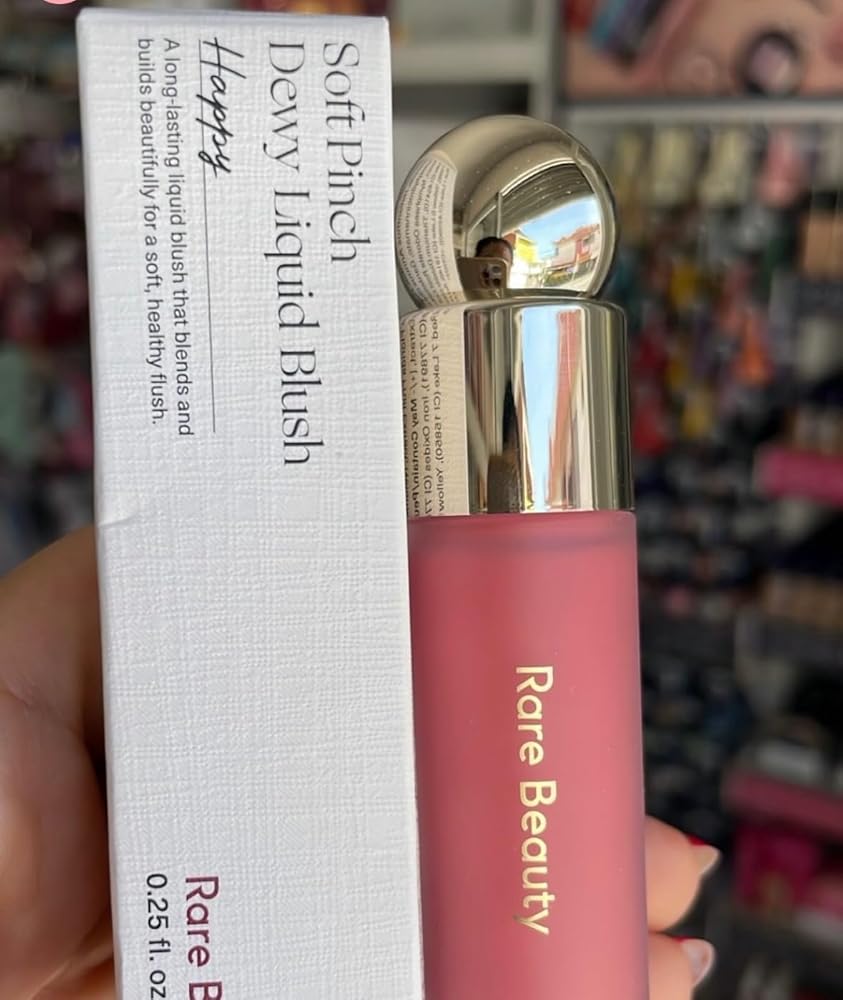 Soft Pinch
Dewy Liquid Blush
Happy
A long-lasting liquid blush that blends and
builds beautifully for a soft, healthy flush.
Rare B
0.25 fl. oz
Rare Beauty